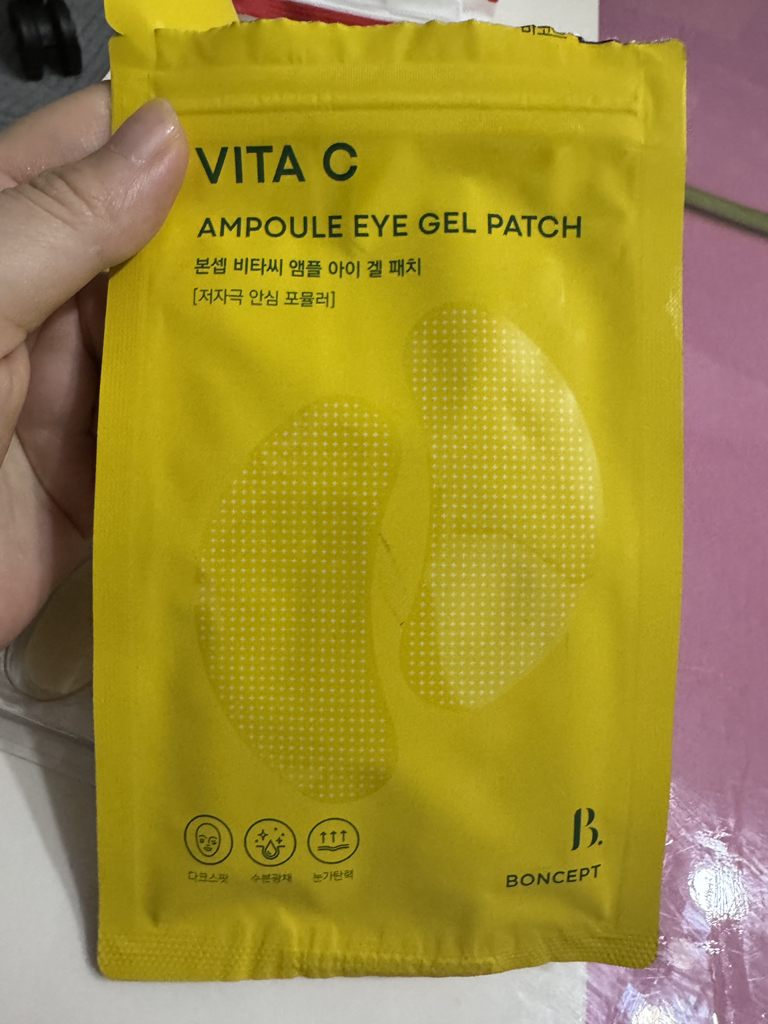 VITA C
AMPOULE EYE GEL PATCH
본셉 비타씨 앰플 아이 겔 패치
[저자극 안심 포뮬러]
다크스팟 수분광채 눈가탄력
B.
BONCEPT